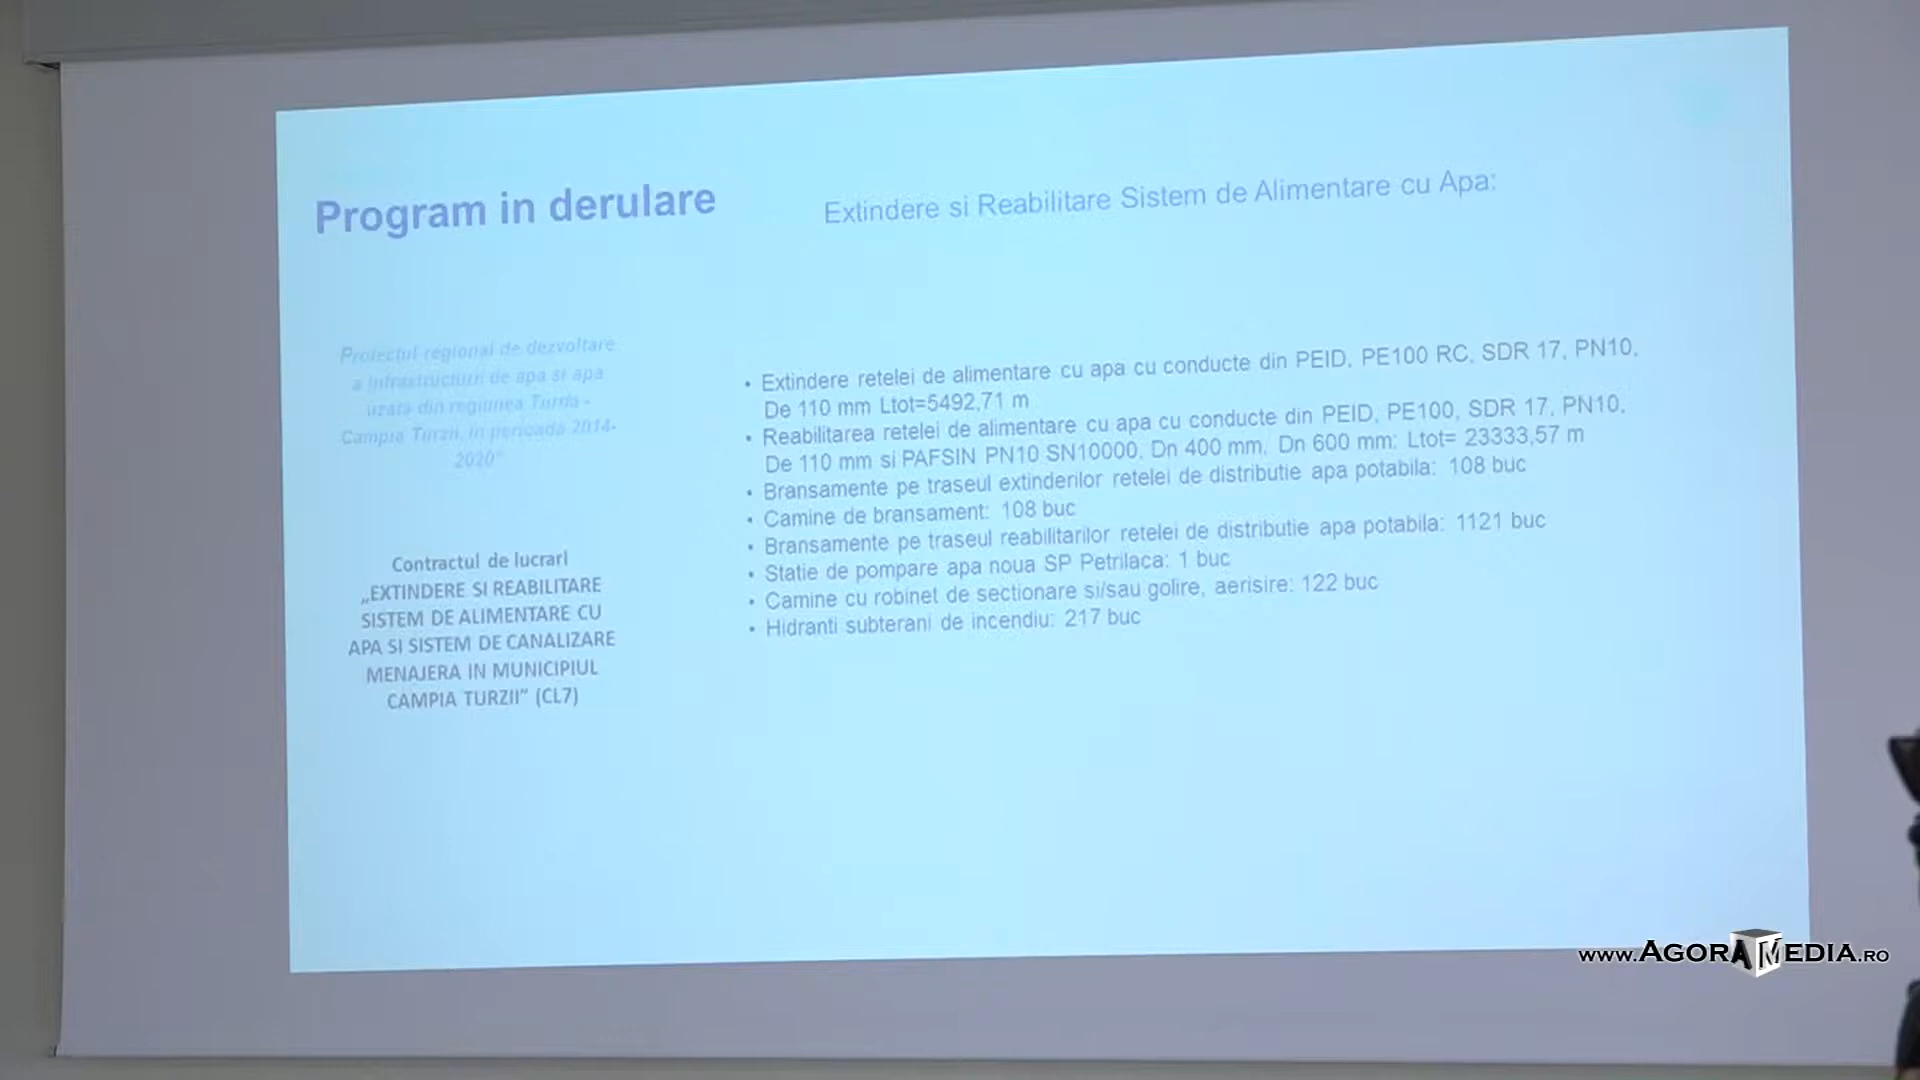 Program in derulare
Extindere si Reabilitare Sistem de Alimentare cu Apa:
Proiectul regional de dezvoltare
a infrastructurii de apa si apa
uzata din regiunea Turda -
Campia Turzii, in perioada 2014-
2020"
Contractul de lucrari
„EXTINDERE SI REABILITARE
SISTEM DE ALIMENTARE CU
APA SI SISTEM DE CANALIZARE
MENAJERA IN MUNICIPIUL
CAMPIA TURZII” (CL7)
• Extindere retelei de alimentare cu apa cu conducte din PEID, PE100 RC, SDR 17, PN10,
De 110 mm Ltot=5492,71 m
• Reabilitarea retelei de alimentare cu apa cu conducte din PEID, PE100, SDR 17, PN10,
De 110 mm si PAFSIN PN10 SN10000, Dn 400 mm, Dn 600 mm: Ltot= 23333,57 m
• Bransamente pe traseul extinderilor retelei de distributie apa potabila: 108 buc
• Camine de bransament: 108 buc
• Bransamente pe traseul reabilitarilor retelei de distributie apa potabila: 1121 buc
• Statie de pompare apa noua SP Petrilaca: 1 buc
• Camine cu robinet de sectionare si/sau golire, aerisire: 122 buc
• Hidranti subterani de incendiu: 217 buc
www.AGORAMEDIA.RO